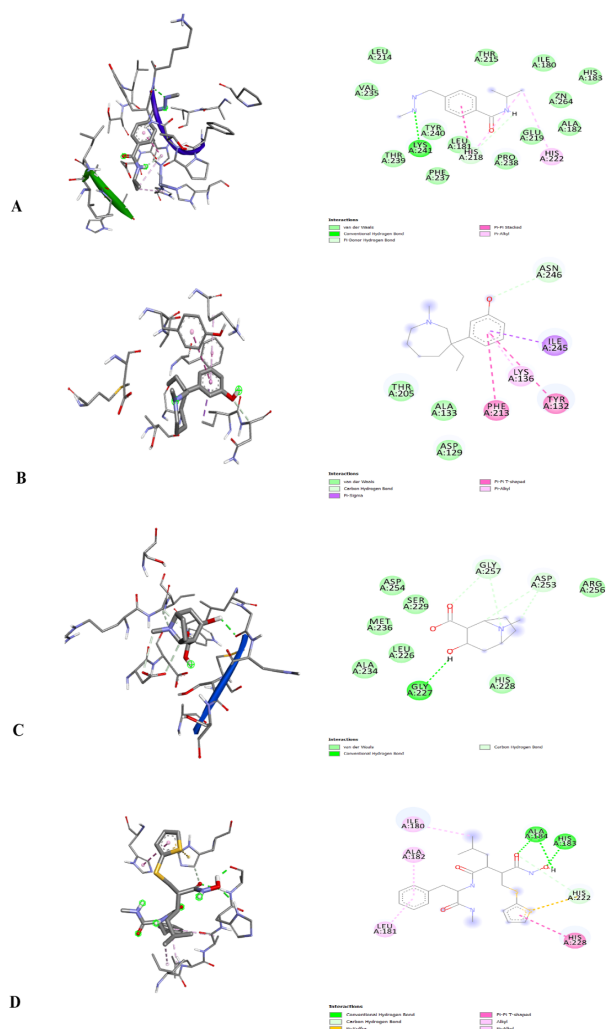 LEU
A:214
THR
A:215
ILE
A:180
HIS
A:183
VAL
A:235
ZN
A:264
TYR
A:240
ALA
A:182
LYS
A:241
LEU
A:181
GLU
A:219
THR
A:239
HIS
A:218
PRO
A:238
HIS
A:222
PHE
A:237
H
A
Interactions
van der Waals
Conventional Hydrogen Bond
Pi-Donor Hydrogen Bond
Pi-Pi Stacked
Pi-Alkyl
ASN
A:246
ILE
A:245
LYS
A:136
THR
A:205
ALA
A:133
PHE
A:213
TYR
A:132
ASP
A:129
B
Interactions
van der Waals
Carbon Hydrogen Bond
Pi-Sigma
Pi-Pi T-shaped
Pi-Alkyl
GLY
A:257
ASP
A:253
ASP
A:254
ARG
A:256
SER
A:229
MET
A:236
LEU
A:226
ALA
A:234
H
HIS
A:228
GLY
A:227
C
Interactions
van der Waals
Conventional Hydrogen Bond
Carbon Hydrogen Bond
ILE
A:180
ALA
A:184
HIS
A:183
ALA
A:182
H
HIS
A:222
LEU
A:181
HIS
A:228
D
Interactions
Conventional Hydrogen Bond
Carbon Hydrogen Bond
Pi-Pi T-shaped
Alkyl